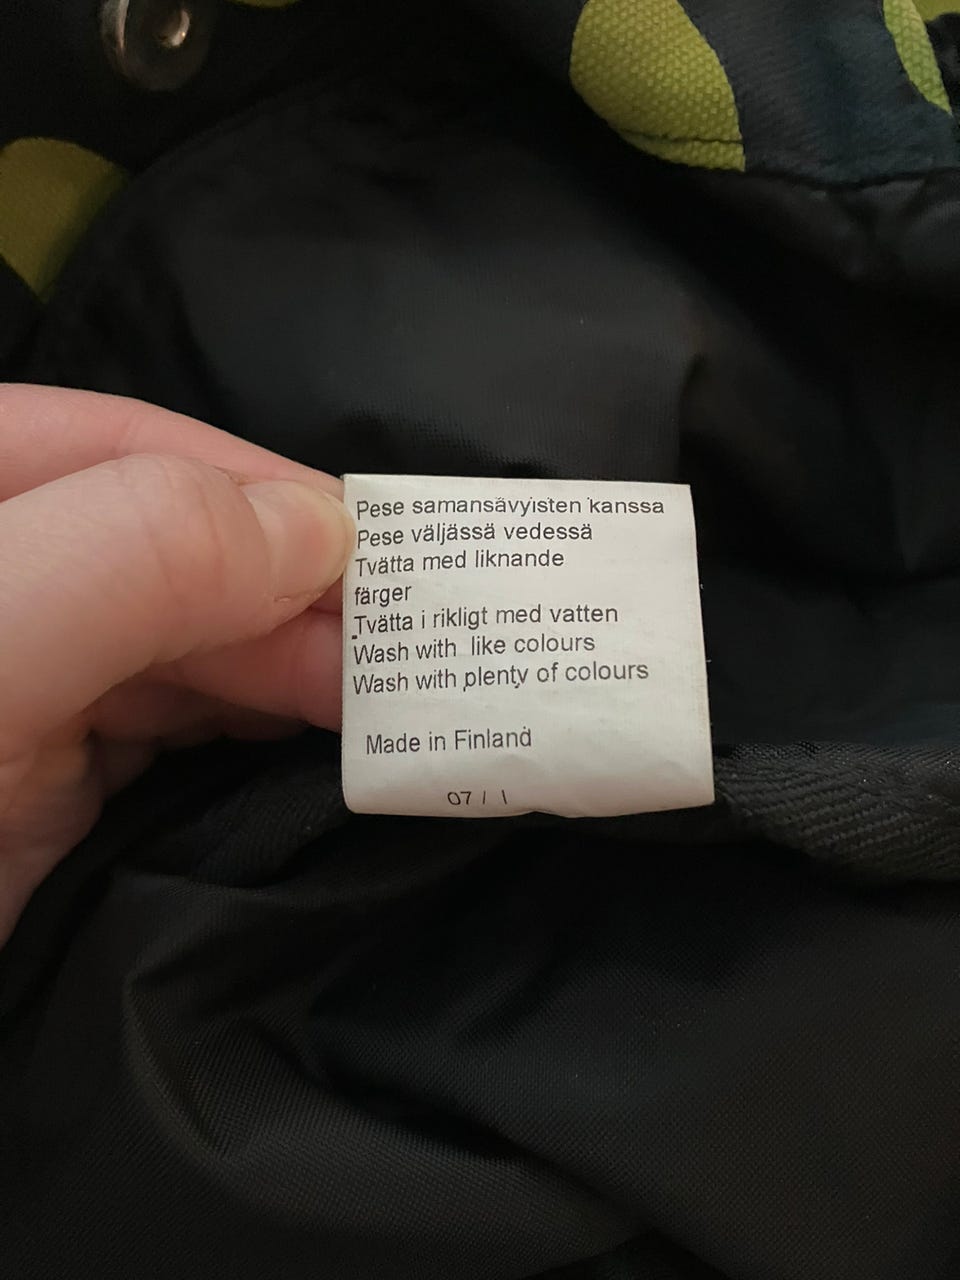 Pese samansävyisten kanssa
Pese väljässä vedessä
Tvätta med liknande
färger
Tvätta i rikligt med vatten
Wash with like colours
Wash with plenty of colours
Made in Finland
07 / I